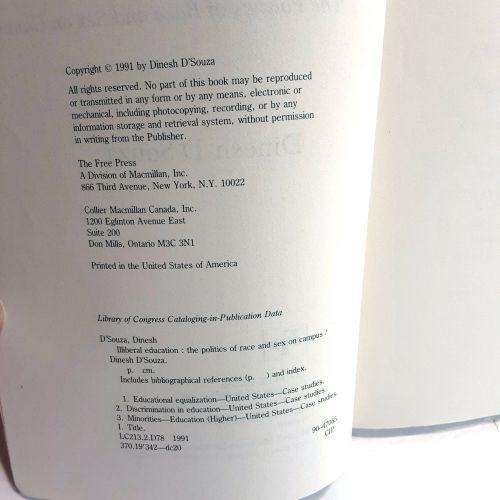 Copyright © 1991 by Dinesh D'Souza
All rights reserved. No part of this book may be reproduced
or transmitted in any form or by any means, electronic or
mechanical, including photocopying, recording, or by any
information storage and retrieval system, without permission
in writing from the Publisher.
The Free Press
A Division of Macmillan, Inc.
866 Third Avenue, New York, N.Y. 10022
Collier Macmillan Canada, Inc.
1200 Eglinton Avenue East
Suite 200
Don Mills, Ontario M3C 3N1
Printed in the United States of America
Library of Congress Cataloging-in-Publication Data
D'Souza, Dinesh
Illiberal education : the politics of race and sex on campus /
Dinesh D'Souza.
p. cm.
Includes bibliographical references (p. ) and index.
1. Educational equalization—United States—Case studies.
2. Discrimination in education—United States—Case studies.
3. Minorities—Education (Higher)—United States—Case studies.
I. Title.
LC213.2.D78 1991
370.19'342—dc20
90-47055
CIP